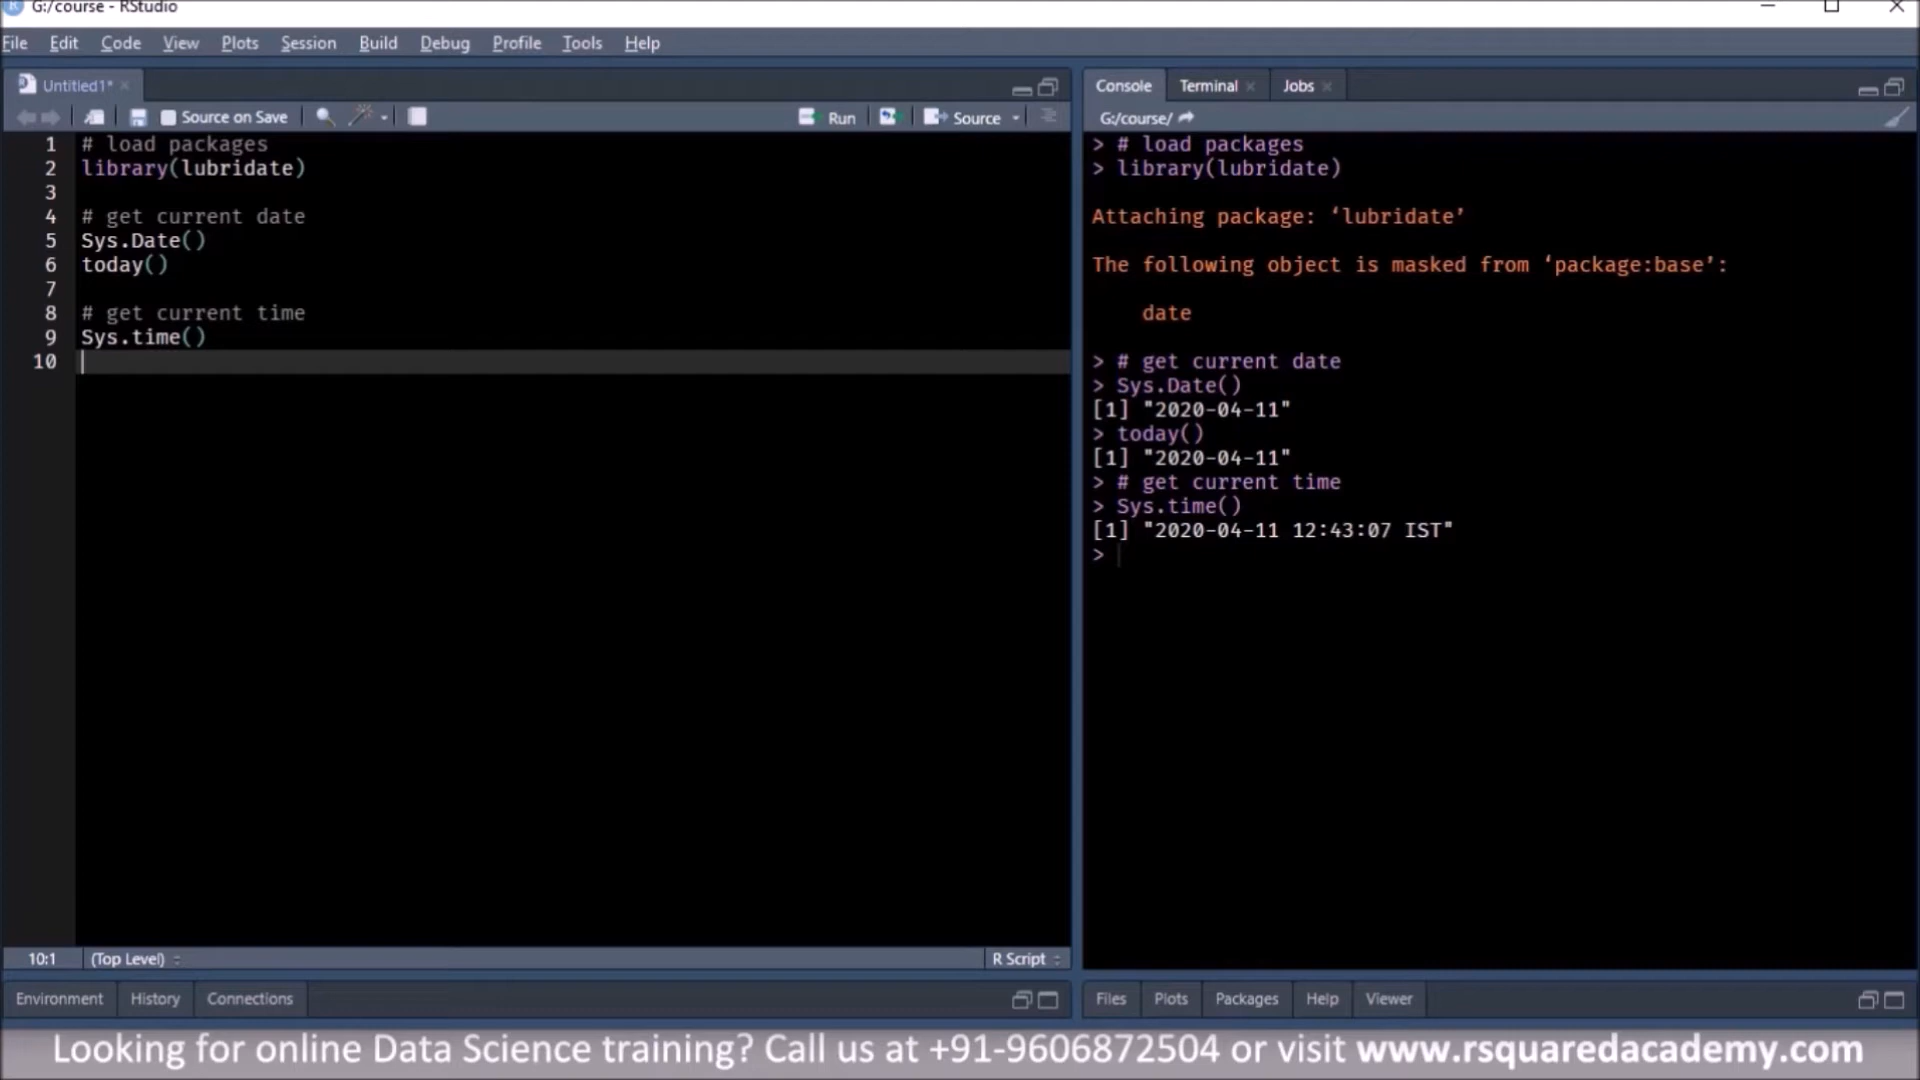 G:/course - RStudio
File Edit Code View Plots Session Build Debug Profile Tools Help
Untitled1*
Source on Save Run Source
1 # load packages
2 library(lubridate)
3
4 # get current date
5 Sys.Date()
6 today()
7
8 # get current time
9 Sys.time()
10
10:1 (Top Level) R Script
Environment History Connections
Console Terminal Jobs
G:/course/
> # load packages
> library(lubridate)
Attaching package: ‘lubridate’
The following object is masked from ‘package:base’:
date
> # get current date
> Sys.Date()
[1] "2020-04-11"
> today()
[1] "2020-04-11"
> # get current time
> Sys.time()
[1] "2020-04-11 12:43:07 IST"
>
Files Plots Packages Help Viewer
Looking for online Data Science training? Call us at +91-9606872504 or visit www.rsquaredacademy.com